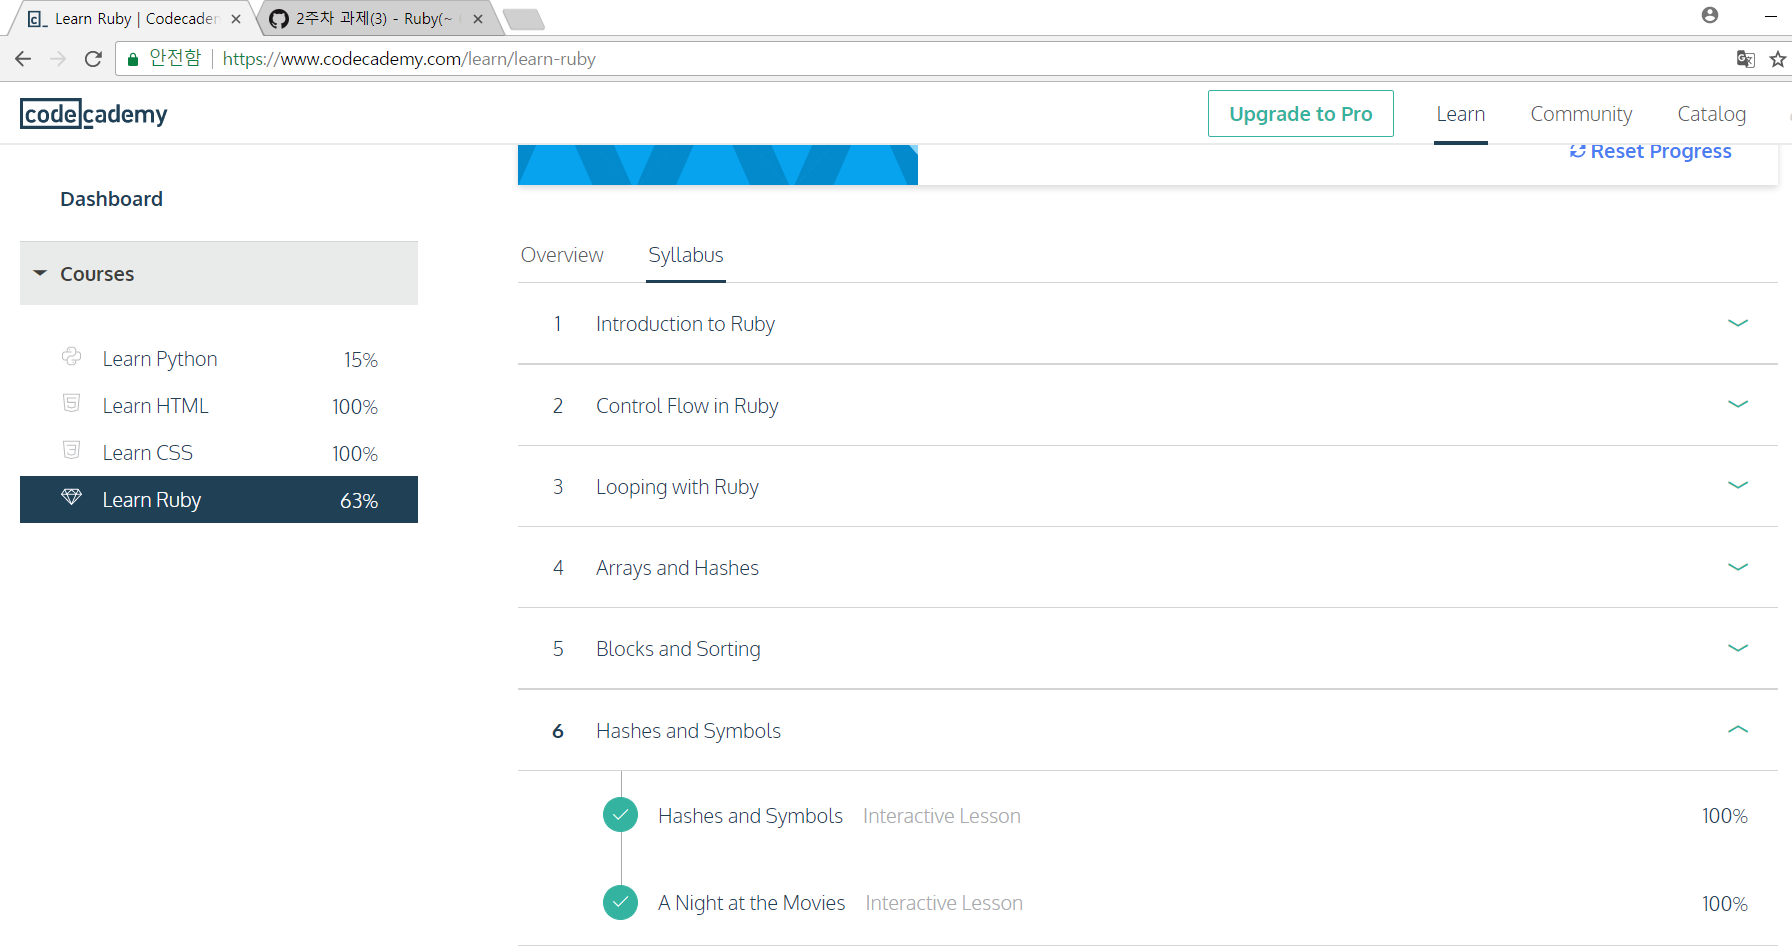 Learn Ruby | Codecaden
2주차 과제(3) - Ruby(~
안전함 | https://www.codecademy.com/learn/learn-ruby
codecademy
Upgrade to Pro
Learn
Community
Catalog
Reset Progress
Dashboard
Courses
Learn Python 15%
Learn HTML 100%
Learn CSS 100%
Learn Ruby 63%
Overview
Syllabus
1 Introduction to Ruby
2 Control Flow in Ruby
3 Looping with Ruby
4 Arrays and Hashes
5 Blocks and Sorting
6 Hashes and Symbols
Hashes and Symbols Interactive Lesson 100%
A Night at the Movies Interactive Lesson 100%